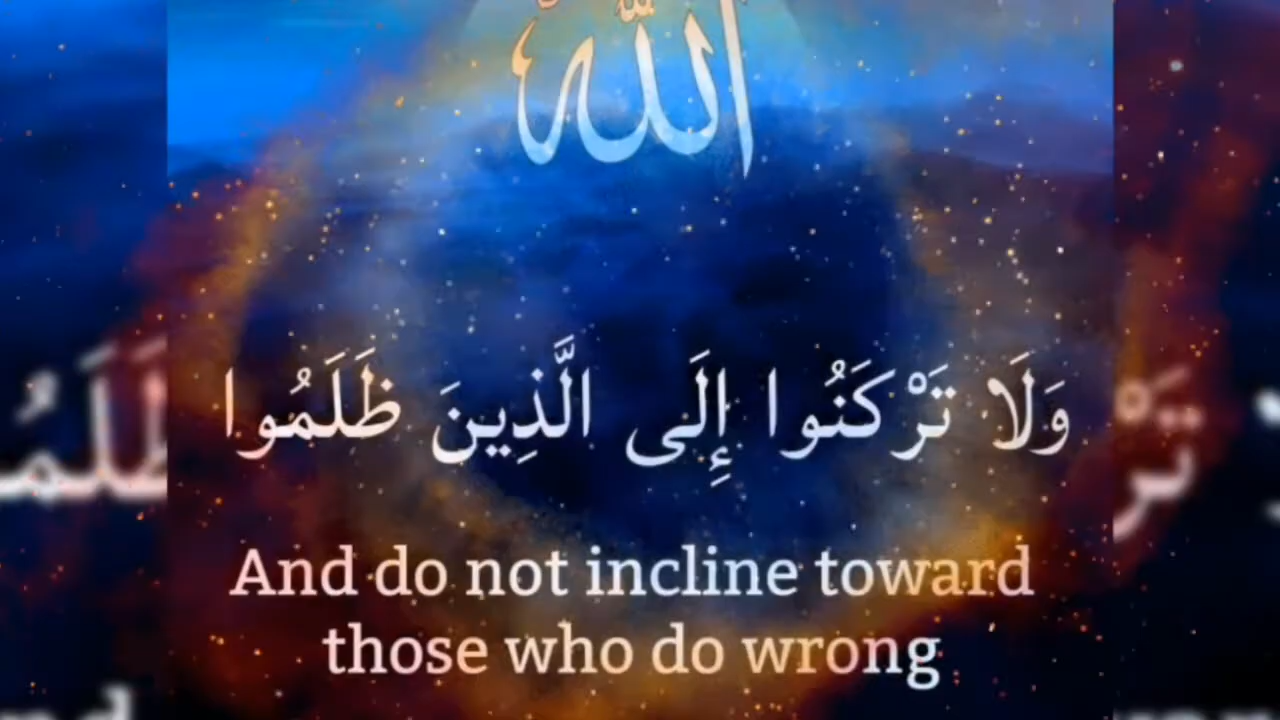 الله
وَلَا تَرْكَنُوا إِلَى الَّذِينَ ظَلَمُوا
And do not incline toward
those who do wrong